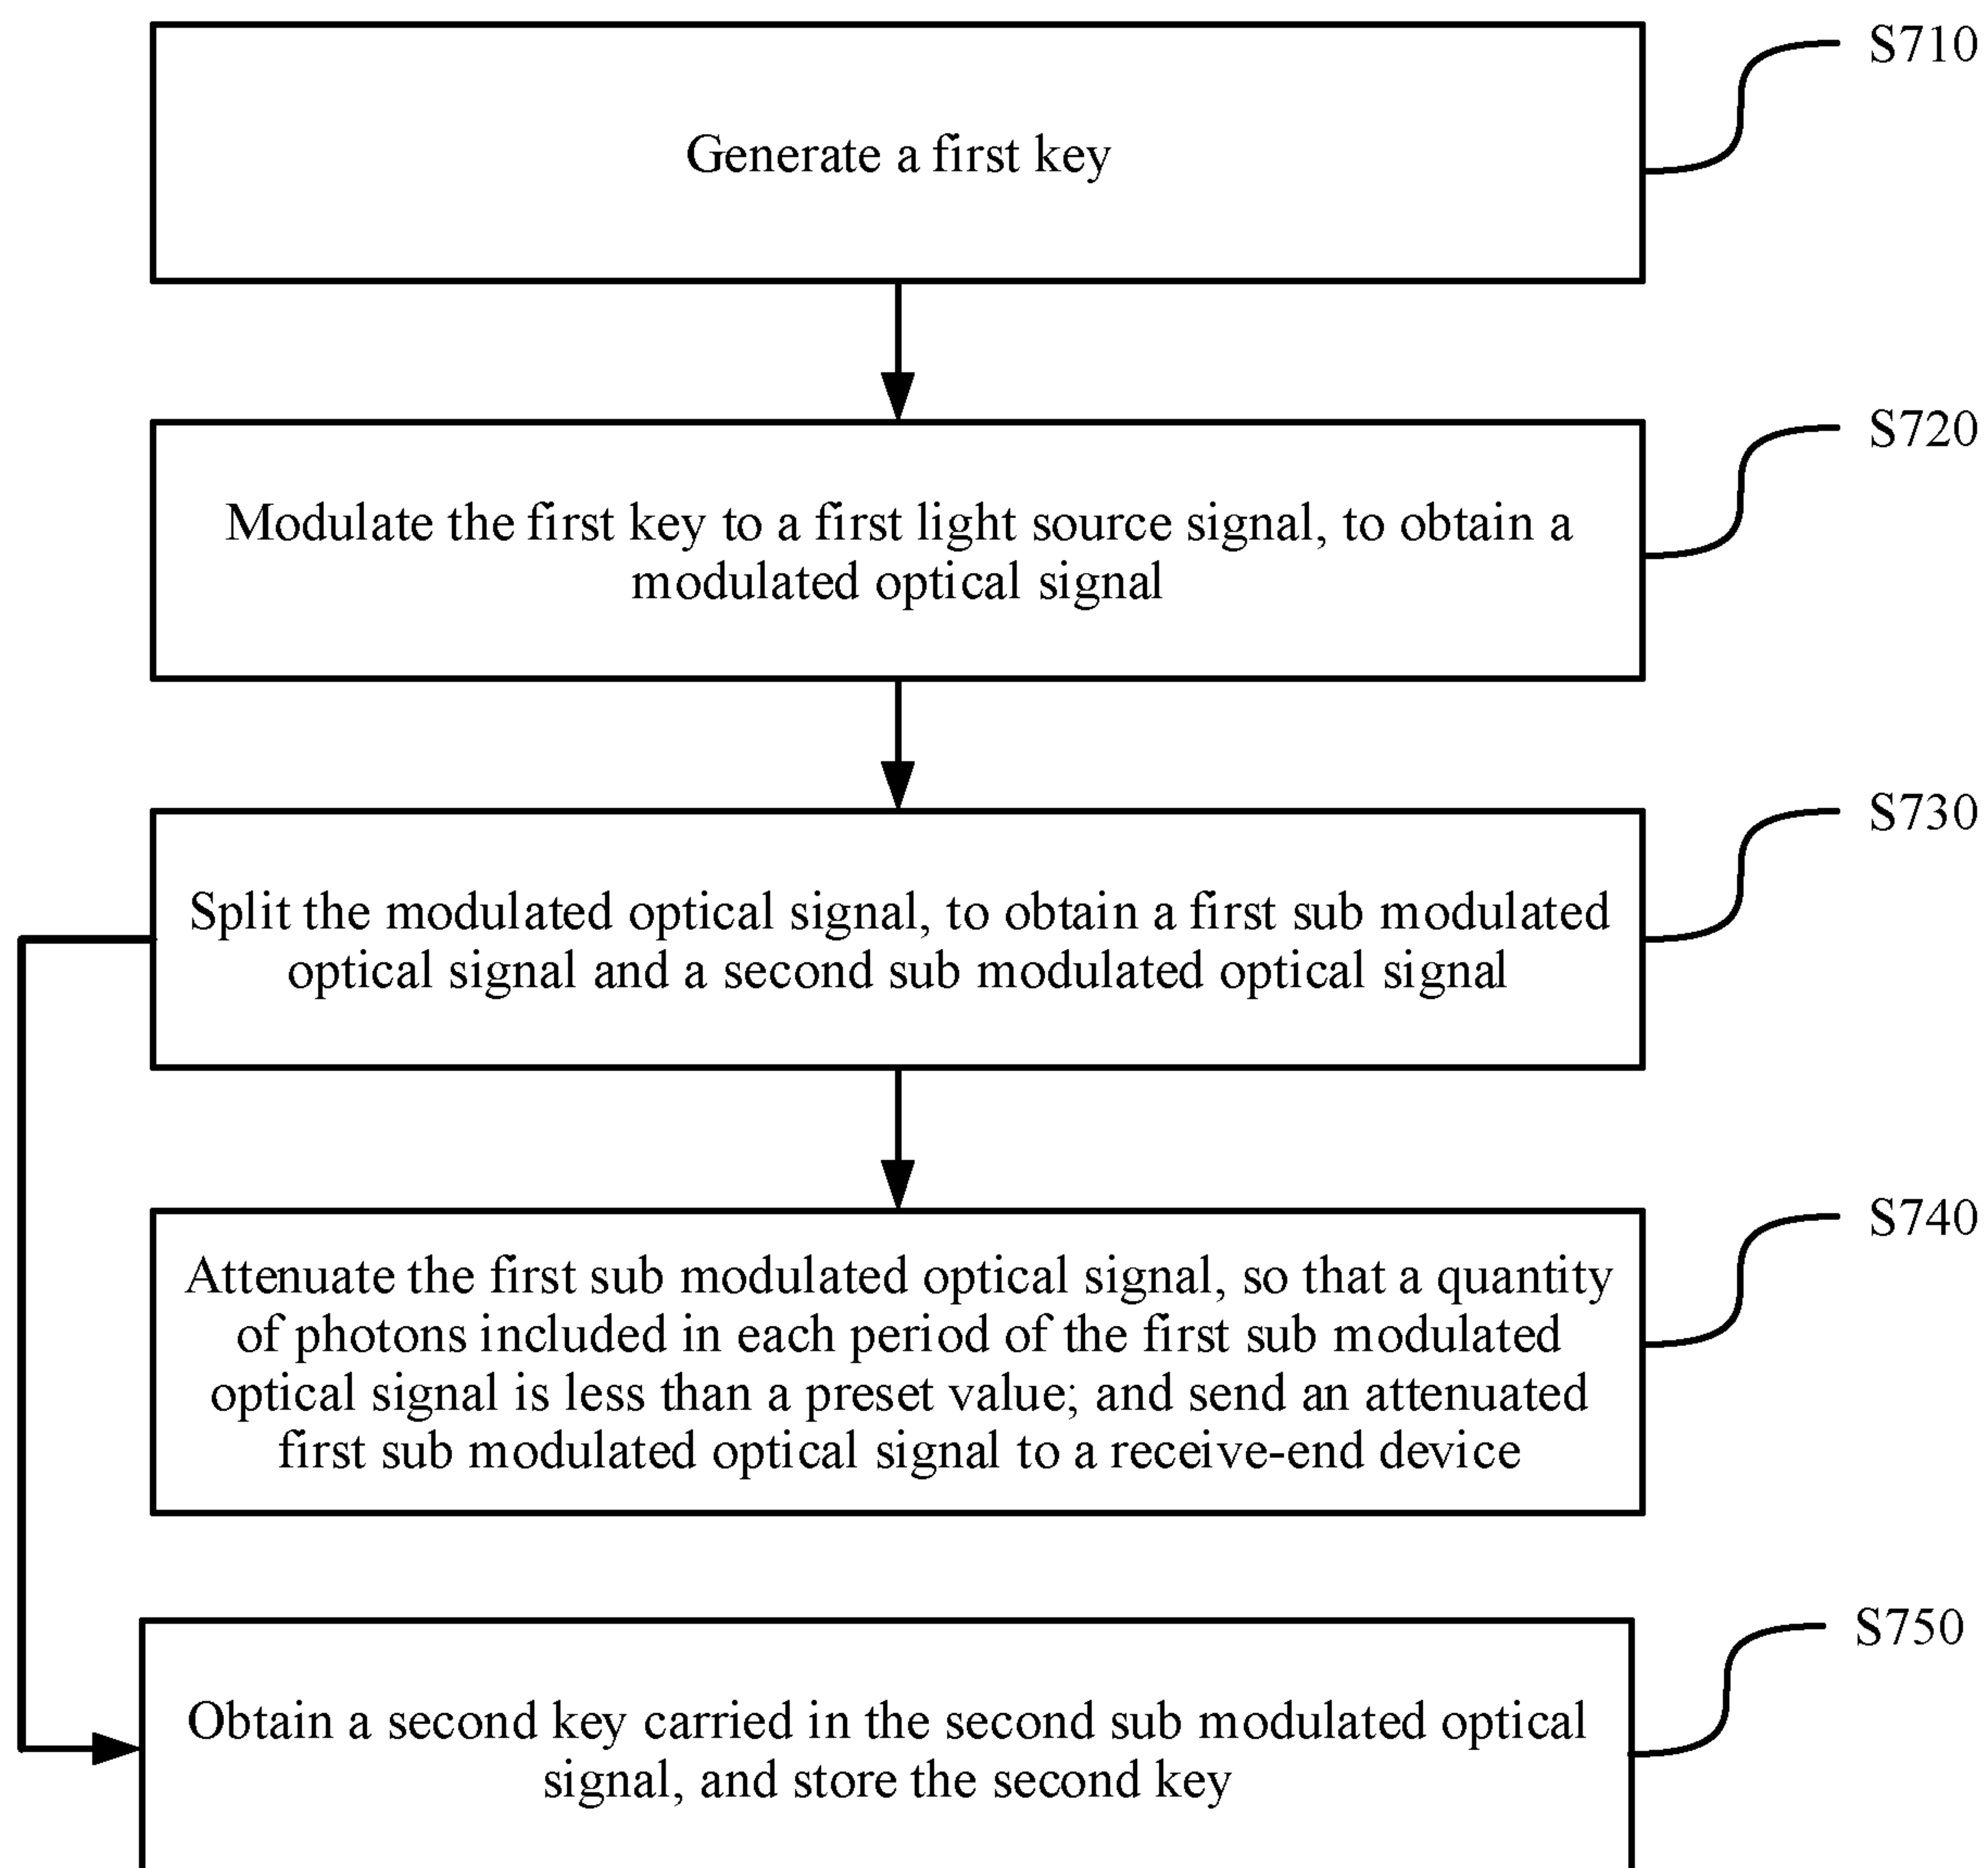 S710
Generate a first key
S720
Modulate the first key to a first light source signal, to obtain a
modulated optical signal
S730
Split the modulated optical signal, to obtain a first sub modulated
optical signal and a second sub modulated optical signal
S740
Attenuate the first sub modulated optical signal, so that a quantity
of photons included in each period of the first sub modulated
optical signal is less than a preset value; and send an attenuated
first sub modulated optical signal to a receive-end device
S750
Obtain a second key carried in the second sub modulated optical
signal, and store the second key